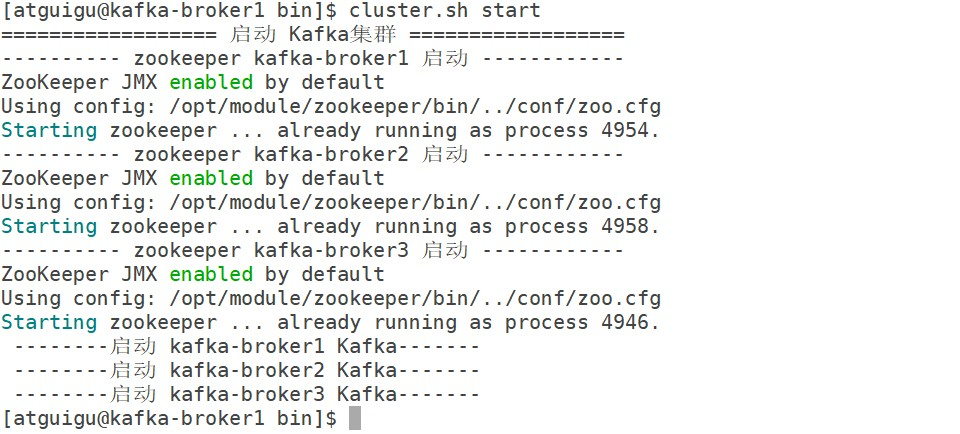 [atguigu@kafka-broker1 bin]$ cluster.sh start
================== 启动 Kafka集群 ==================
---------- zookeeper kafka-broker1 启动 ------------
ZooKeeper JMX enabled by default
Using config: /opt/module/zookeeper/bin/../conf/zoo.cfg
Starting zookeeper ... already running as process 4954.
---------- zookeeper kafka-broker2 启动 ------------
ZooKeeper JMX enabled by default
Using config: /opt/module/zookeeper/bin/../conf/zoo.cfg
Starting zookeeper ... already running as process 4958.
---------- zookeeper kafka-broker3 启动 ------------
ZooKeeper JMX enabled by default
Using config: /opt/module/zookeeper/bin/../conf/zoo.cfg
Starting zookeeper ... already running as process 4946.
 --------启动 kafka-broker1 Kafka-------
 --------启动 kafka-broker2 Kafka-------
 --------启动 kafka-broker3 Kafka-------
[atguigu@kafka-broker1 bin]$